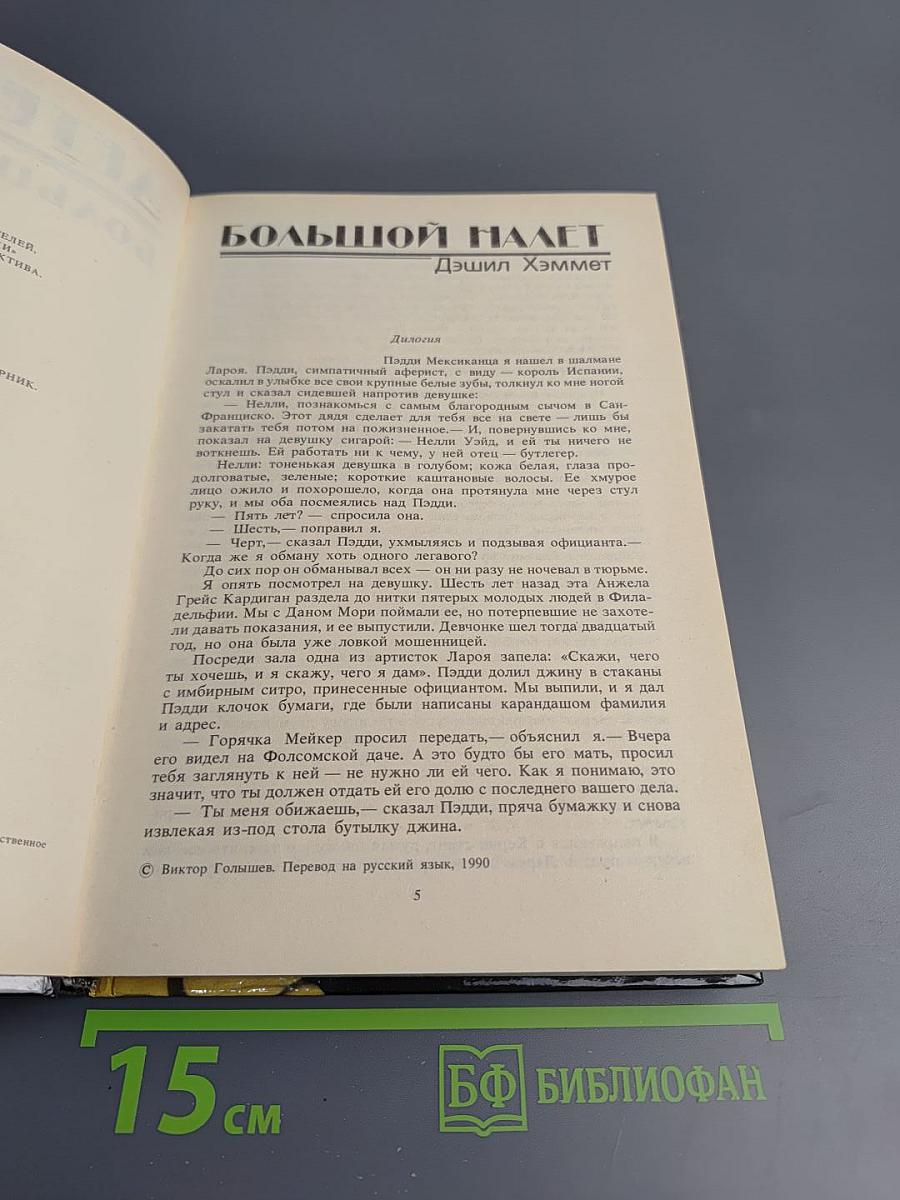 ТЕЛЕЙ,
КТИВА.
РНИК.
ственное
БОЛЬШОЙ НАЛЕТ
Дэшил Хэммет
Дилогия
Пэдди Мексиканца я нашел в шалмане
Лароя. Пэдди, симпатичный аферист, с виду — король Испании,
оскалил в улыбке все свои крупные белые зубы, толкнул ко мне ногой
стул и сказал сидевшей напротив девушке:
— Нелли, познакомься с самым благородным сычом в Сан-
Франциско. Этот дядя сделает для тебя все на свете — лишь бы
закатать тебя потом на пожизненное.— И, повернувшись ко мне,
показал на девушку сигарой: — Нелли Уэйд, и ей ты ничего не
воткнешь. Ей работать ни к чему, у ней отец — бутлегер.
Нелли: тоненькая девушка в голубом; кожа белая, глаза про-
долговатые, зеленые; короткие каштановые волосы. Ее хмурое
лицо ожило и похорошело, когда она протянула мне через стул
руку, и мы оба посмеялись над Пэдди.
— Пять лет? — спросила она.
— Шесть,— поправил я.
— Черт,— сказал Пэдди, ухмыляясь и подзывая официанта.—
Когда же я обману хоть одного легавого?
До сих пор он обманывал всех — он ни разу не ночевал в тюрьме.
Я опять посмотрел на девушку. Шесть лет назад эта Анжела
Грейс Кардиган раздела до нитки пятерых молодых людей в Фила-
дельфии. Мы с Даном Мори поймали ее, но потерпевшие не захоте-
ли давать показания, и ее выпустили. Девчонке шел тогда двадцатый
год, но она была уже ловкой мошенницей.
Посреди зала одна из артисток Лароя запела: «Скажи, чего
ты хочешь, и я скажу, чего я дам». Пэдди долил джину в стаканы
с имбирным ситро, принесенные официантом. Мы выпили, и я дал
Пэдди клочок бумаги, где были написаны карандашом фамилия
и адрес.
— Горячка Мейкер просил передать,— объяснил я.— Вчера
его видел на Фолсомской даче. А это будто бы его мать, просил
тебя заглянуть к ней — не нужно ли ей чего. Как я понимаю, это
значит, что ты должен отдать ей его долю с последнего вашего дела.
— Ты меня обижаешь,— сказал Пэдди, пряча бумажку и снова
извлекая из-под стола бутылку джина.
© Виктор Голышев. Перевод на русский язык, 1990
5
15 см
БФ БИБЛИОФАН